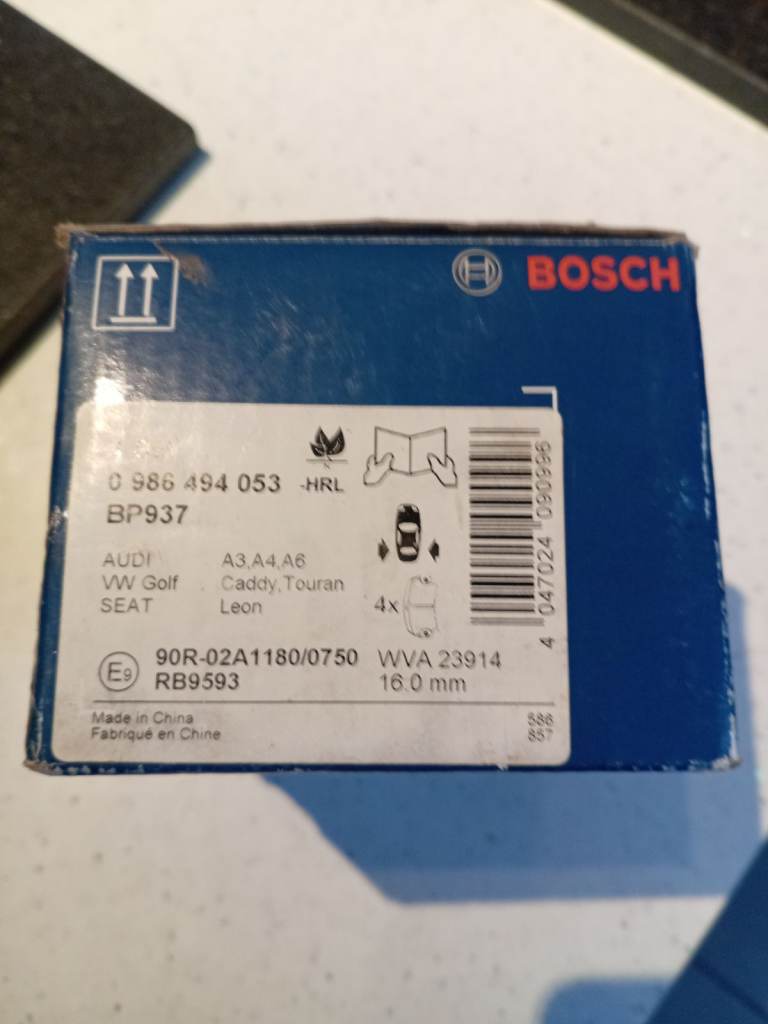 BOSCH
0 986 494 053 -HRL
BP937
AUDI A3,A4,A6
VW Golf Caddy,Touran
SEAT Leon
4x
4 047024 090996
E9 90R-02A1180/0750 WVA 23914
RB9593 16.0 mm
Made in China 586
Fabriqué en Chine 857